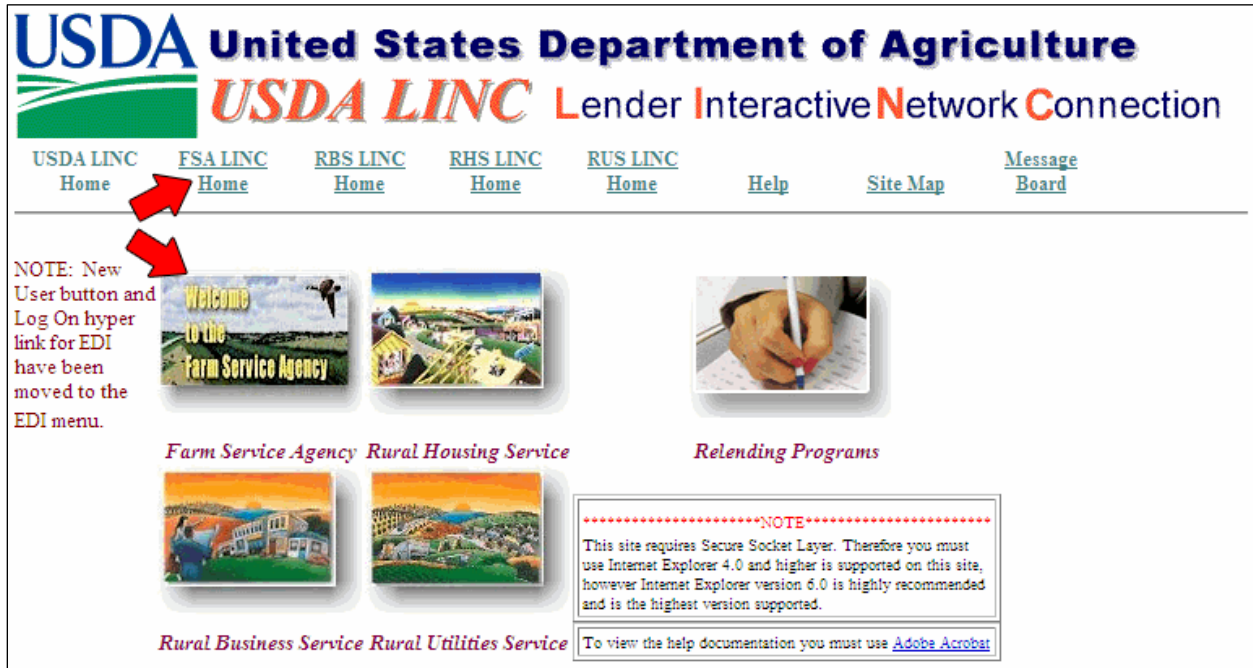 USDA United States Department of Agriculture
USDA LINC Lender Interactive Network Connection
USDA LINC Home
FSA LINC Home
RBS LINC Home
RHS LINC Home
RUS LINC Home
Help
Site Map
Message Board
NOTE: New
User button and
Log On hyper
link for EDI
have been
moved to the
EDI menu.
Welcome
to the
Farm Service Agency
Farm Service Agency
Rural Housing Service
Relending Programs
Rural Business Service
Rural Utilities Service
**********************NOTE***********************
This site requires Secure Socket Layer. Therefore you must
use Internet Explorer 4.0 and higher is supported on this site,
however Internet Explorer version 6.0 is highly recommended
and is the highest version supported.
To view the help documentation you must use Adobe Acrobat